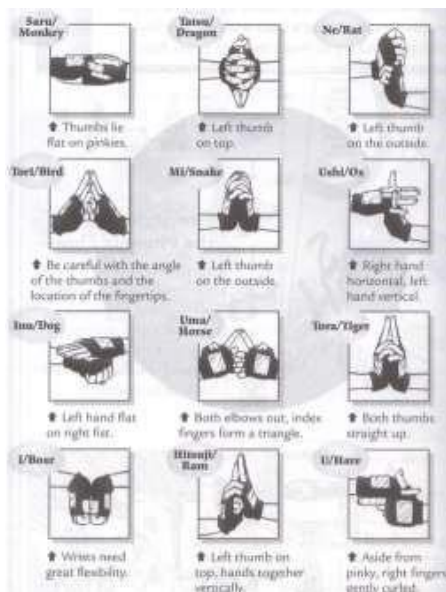 Saru/
Monkey
Thumbs lie
flat on pinkies.
Tatsu/
Dragon
Left thumb
on top.
Ne/Rat
Left thumb
on the outside.
Tori/Bird
Be careful with the angle
of the thumbs and the
location of the fingertips.
Mi/Snake
Left thumb
on the outside.
Ushi/Ox
Right hand
horizontal, left
hand vertical.
Inu/Dog
Left hand flat
on right fist.
Uma/
Horse
Both elbows out, index
fingers form a triangle.
Tora/Tiger
Both thumbs
straight up.
I/Boar
Wrists need
great flexibility.
Hitsuji/
Ram
Left thumb on
top, hands together
vertically.
U/Hare
Aside from
pinky, right fingers
gently curled.